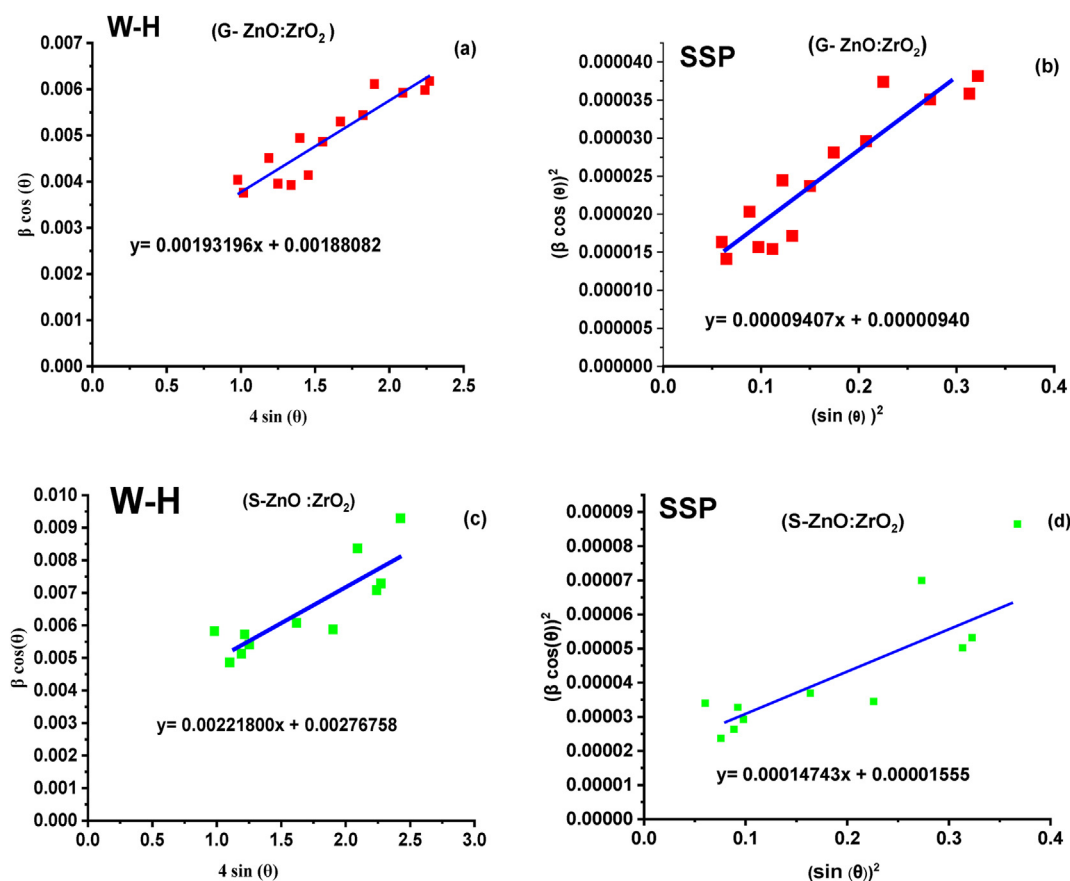 W-H
(G- ZnO:ZrO2 )
(a)
0.007
0.006
0.005
0.004
0.003
0.002
0.001
0.000
β cos (θ)
y= 0.00193196x + 0.00188082
0.0 0.5 1.0 1.5 2.0 2.5
4 sin (θ)
SSP
(G- ZnO:ZrO2)
(b)
0.000040
0.000035
0.000030
0.000025
0.000020
0.000015
0.000010
0.000005
0.000000
((β cos (θ))2
y= 0.00009407x + 0.00000940
0.0 0.1 0.2 0.3 0.4
(sin (θ) )2
W-H
(S-ZnO :ZrO2)
(c)
0.010
0.009
0.008
0.007
0.006
0.005
0.004
0.003
0.002
0.001
0.000
β cos(θ)
y= 0.00221800x + 0.00276758
0.0 0.5 1.0 1.5 2.0 2.5 3.0
4 sin (θ)
SSP
(S-ZnO:ZrO2)
(d)
0.00009
0.00008
0.00007
0.00006
0.00005
0.00004
0.00003
0.00002
0.00001
0.00000
((β cos(θ))2
y= 0.00014743x + 0.00001555
0.0 0.1 0.2 0.3 0.4
(sin (θ))2